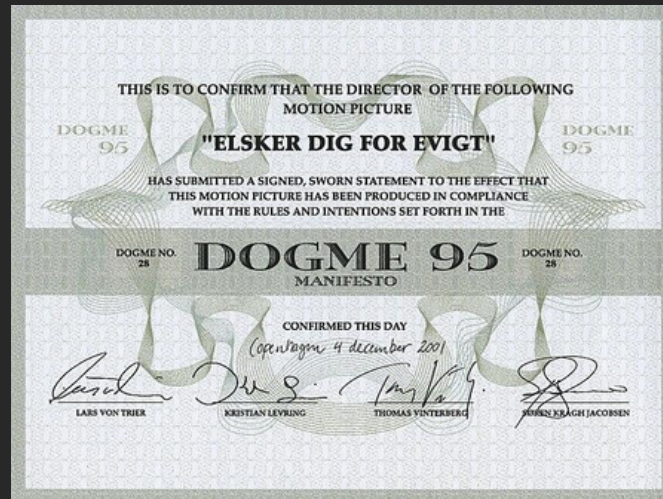 THIS IS TO CONFIRM THAT THE DIRECTOR OF THE FOLLOWING
MOTION PICTURE
DOGME
95
"ELSKER DIG FOR EVIGT"
DOGME
95
HAS SUBMITTED A SIGNED, SWORN STATEMENT TO THE EFFECT THAT
THIS MOTION PICTURE HAS BEEN PRODUCED IN COMPLIANCE
WITH THE RULES AND INTENTIONS SET FORTH IN THE
DOGME NO.
28
DOGME 95
MANIFESTO
DOGME NO.
28
CONFIRMED THIS DAY
Copenhagen 4 december 2001
LARS VON TRIER
KRISTIAN LEVRING
THOMAS VINTERBERG
SØREN KRAGH JACOBSEN